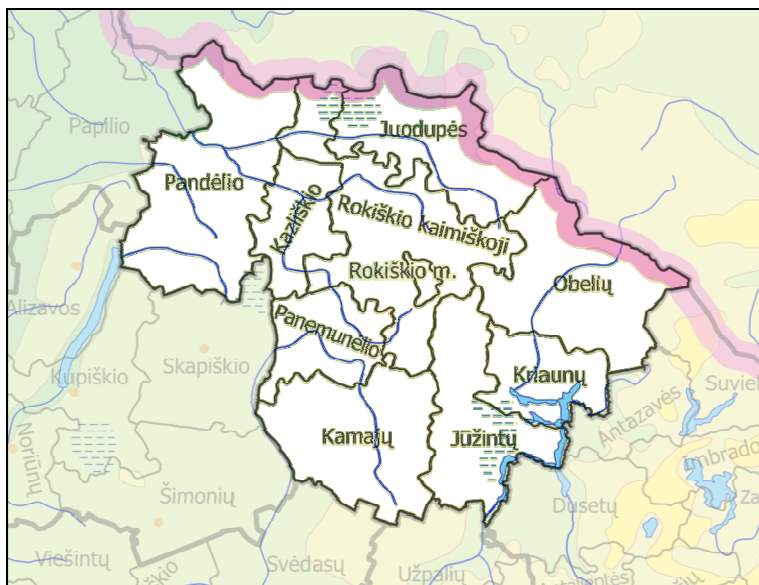 Papilio
Juodupės
Pandėlio
Kazliškio
Rokiškio kaimiškoji
Rokiškio m.
Obelių
Alizavos
Panemunėlio
Skapiškio
Kupiškio
Kriaunų
Suviek
Antazavės
Noriūnų
Kamajų
Jūžintų
Imbrado
Šimonių
Dusetų
Za
Viešintų
Svėdasų
Užpalių